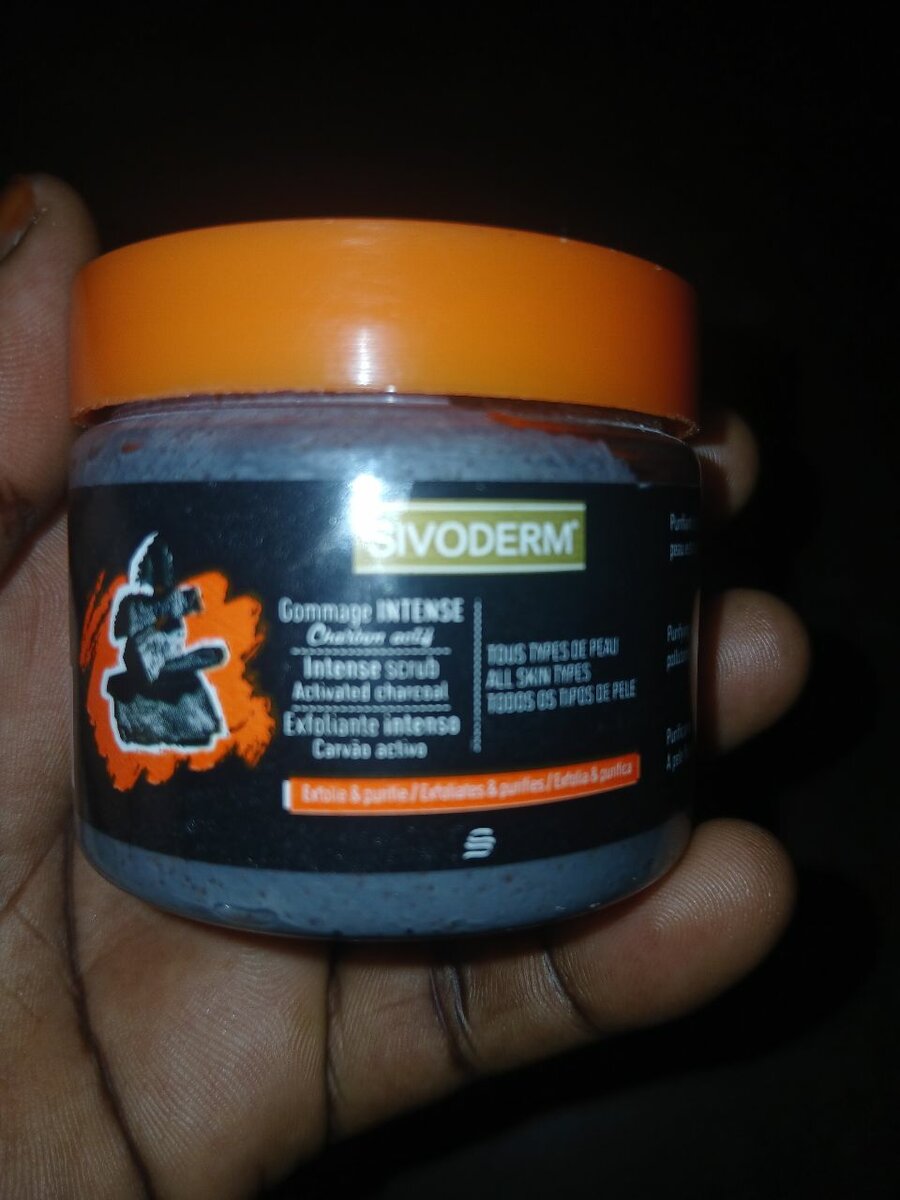 SIVODERM
Gommage INTENSE
Charbon actif
Intense scrub
Activated charcoal
Exfoliante intenso
Carvão activo
TOUS TYPES DE PEAU
ALL SKIN TYPES
TODOS OS TIPOS DE PELE
Exfolie & purifie / Exfoliates & purifies / Exfolia & purifica